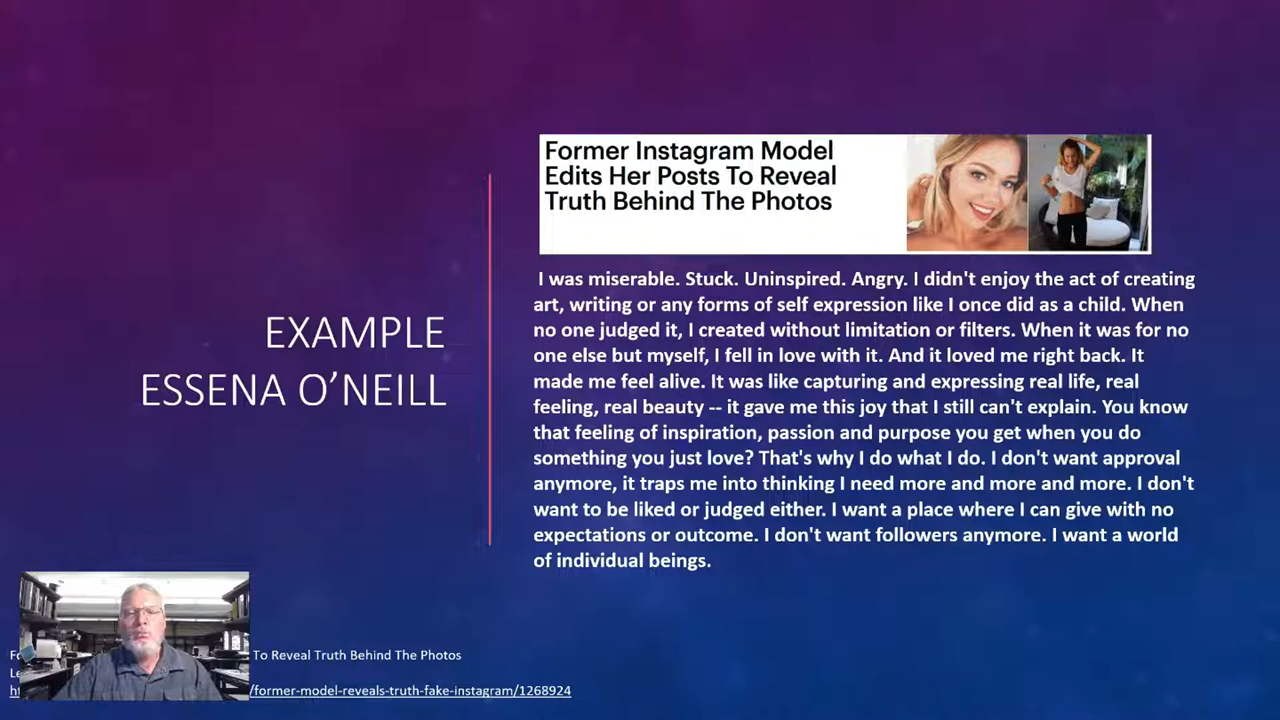 EXAMPLE
ESSENA O’NEILL
Former Instagram Model
Edits Her Posts To Reveal
Truth Behind The Photos
I was miserable. Stuck. Uninspired. Angry. I didn't enjoy the act of creating
art, writing or any forms of self expression like I once did as a child. When
no one judged it, I created without limitation or filters. When it was for no
one else but myself, I fell in love with it. And it loved me right back. It
made me feel alive. It was like capturing and expressing real life, real
feeling, real beauty -- it gave me this joy that I still can't explain. You know
that feeling of inspiration, passion and purpose you get when you do
something you just love? That's why I do what I do. I don't want approval
anymore, it traps me into thinking I need more and more and more. I don't
want to be liked or judged either. I want a place where I can give with no
expectations or outcome. I don't want followers anymore. I want a world
of individual beings.
To Reveal Truth Behind The Photos
/former-model-reveals-truth-fake-instagram/1268924